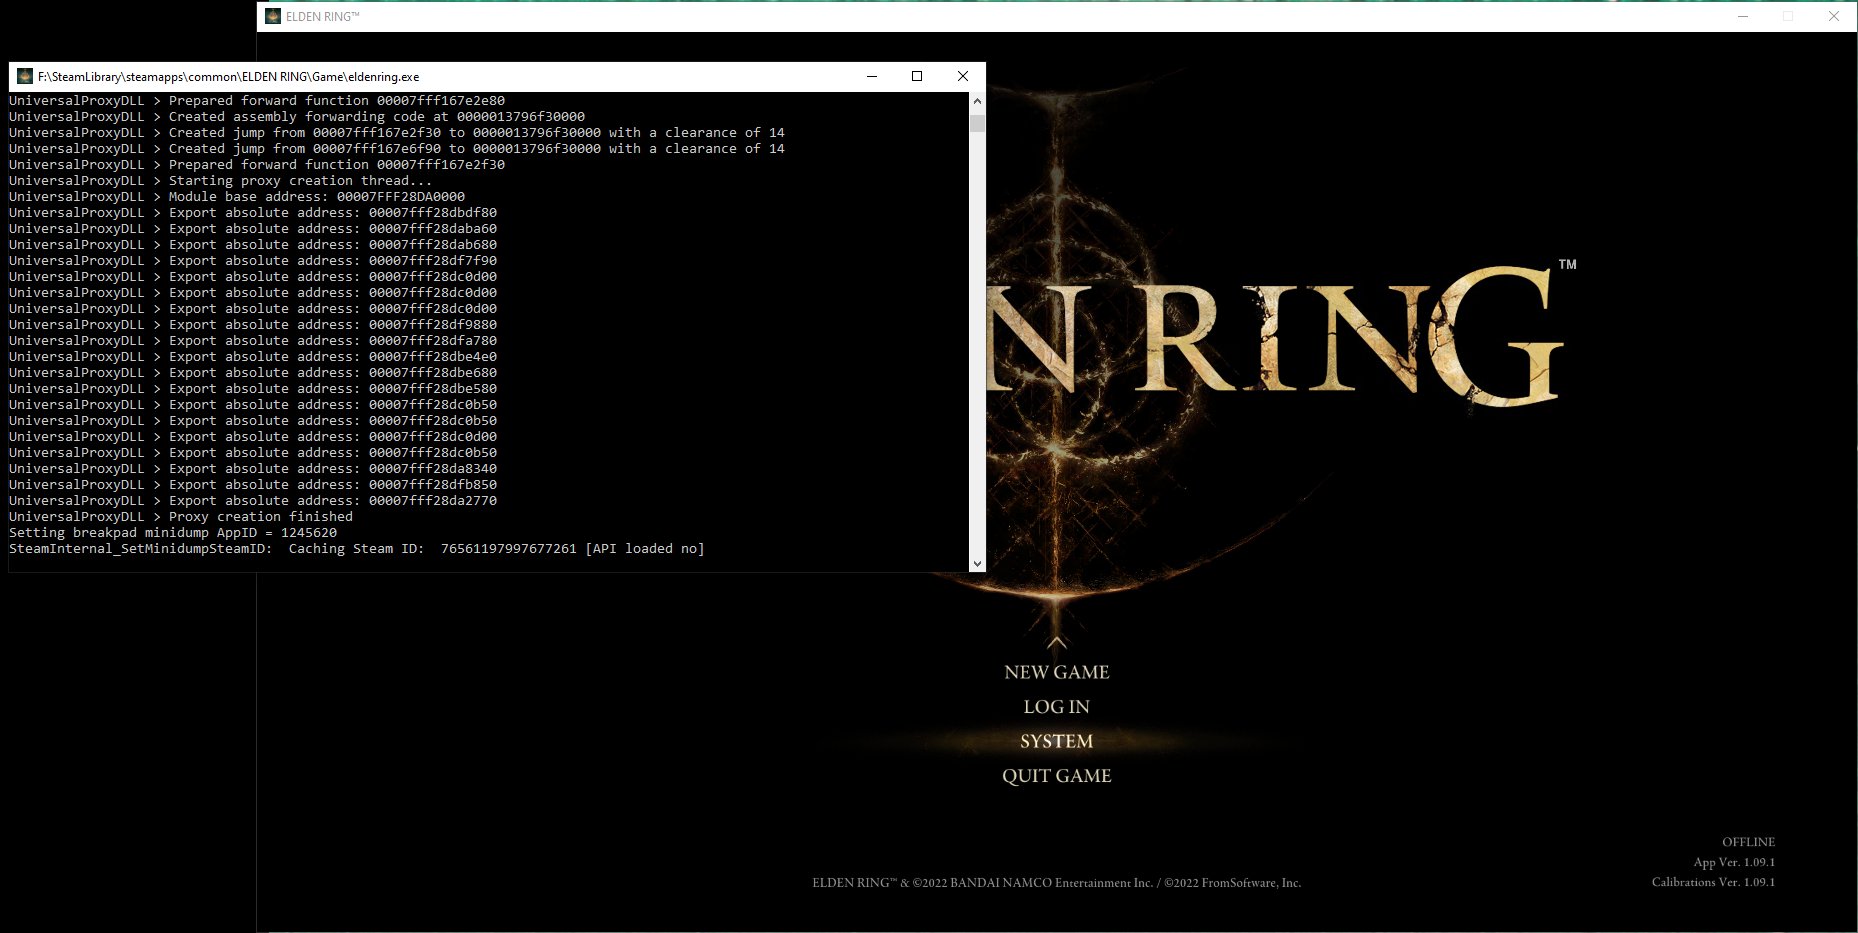 ELDEN RING™
F:\SteamLibrary\steamapps\common\ELDEN RING\Game\eldenring.exe
UniversalProxyDLL > Prepared forward function 00007fff167e2e80
UniversalProxyDLL > Created assembly forwarding code at 0000013796f30000
UniversalProxyDLL > Created jump from 00007fff167e2f30 to 0000013796f30000 with a clearance of 14
UniversalProxyDLL > Created jump from 00007fff167e6f90 to 0000013796f30000 with a clearance of 14
UniversalProxyDLL > Prepared forward function 00007fff167e2f30
UniversalProxyDLL > Starting proxy creation thread...
UniversalProxyDLL > Module base address: 00007FFF28DA0000
UniversalProxyDLL > Export absolute address: 00007fff28dbdf80
UniversalProxyDLL > Export absolute address: 00007fff28daba60
UniversalProxyDLL > Export absolute address: 00007fff28dab680
UniversalProxyDLL > Export absolute address: 00007fff28df7f90
UniversalProxyDLL > Export absolute address: 00007fff28dc0d00
UniversalProxyDLL > Export absolute address: 00007fff28dc0d00
UniversalProxyDLL > Export absolute address: 00007fff28dc0d00
UniversalProxyDLL > Export absolute address: 00007fff28df9880
UniversalProxyDLL > Export absolute address: 00007fff28dfa780
UniversalProxyDLL > Export absolute address: 00007fff28dbe4e0
UniversalProxyDLL > Export absolute address: 00007fff28dbe680
UniversalProxyDLL > Export absolute address: 00007fff28dbe580
UniversalProxyDLL > Export absolute address: 00007fff28dc0b50
UniversalProxyDLL > Export absolute address: 00007fff28dc0b50
UniversalProxyDLL > Export absolute address: 00007fff28dc0d00
UniversalProxyDLL > Export absolute address: 00007fff28dc0b50
UniversalProxyDLL > Export absolute address: 00007fff28da8340
UniversalProxyDLL > Export absolute address: 00007fff28dfb850
UniversalProxyDLL > Export absolute address: 00007fff28da2770
UniversalProxyDLL > Proxy creation finished
Setting breakpad minidump AppID = 1245620
SteamInternal_SetMinidumpSteamID:  Caching Steam ID:  76561197997677261 [API loaded no]
N RING™
NEW GAME
LOG IN
SYSTEM
QUIT GAME
OFFLINE
App Ver. 1.09.1
Calibrations Ver. 1.09.1
ELDEN RING™ & ©2022 BANDAI NAMCO Entertainment Inc. / ©2022 FromSoftware, Inc.